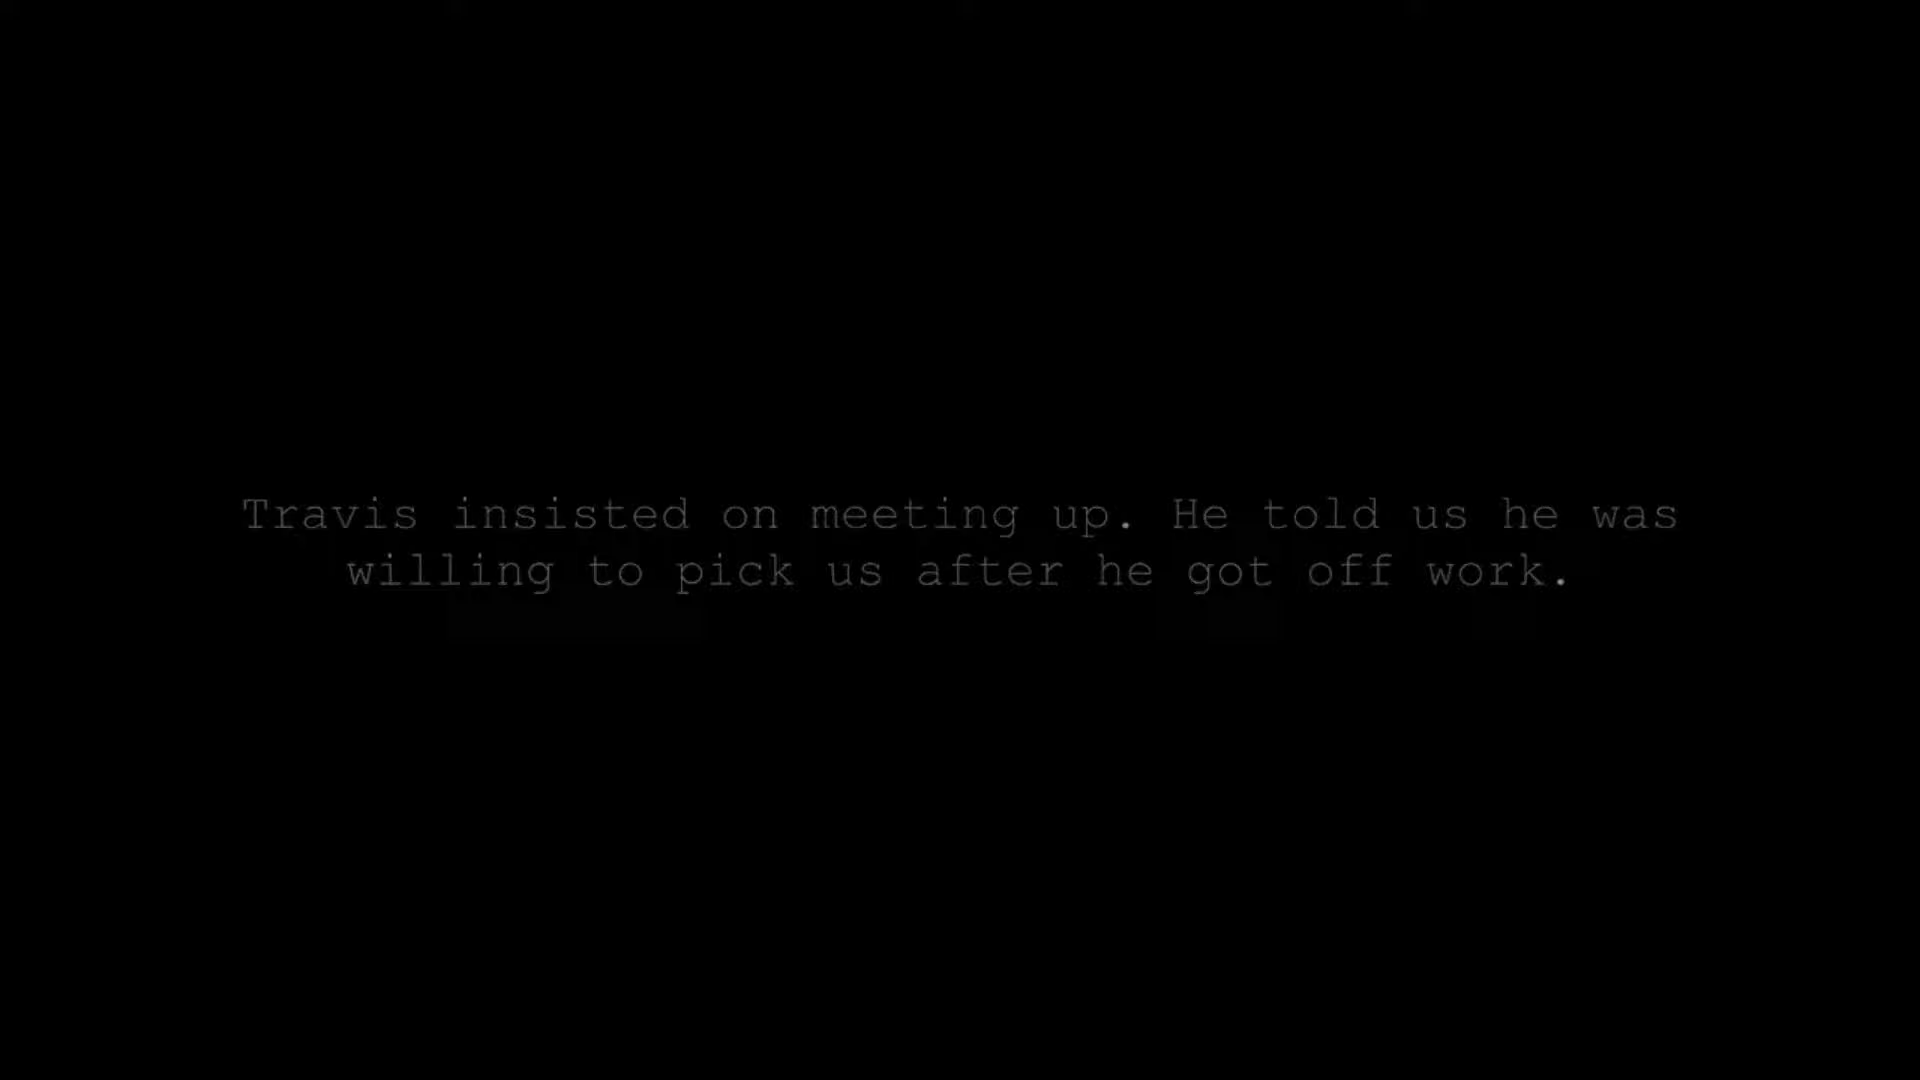 Travis insisted on meeting up. He told us he was
willing to pick us after he got off work.